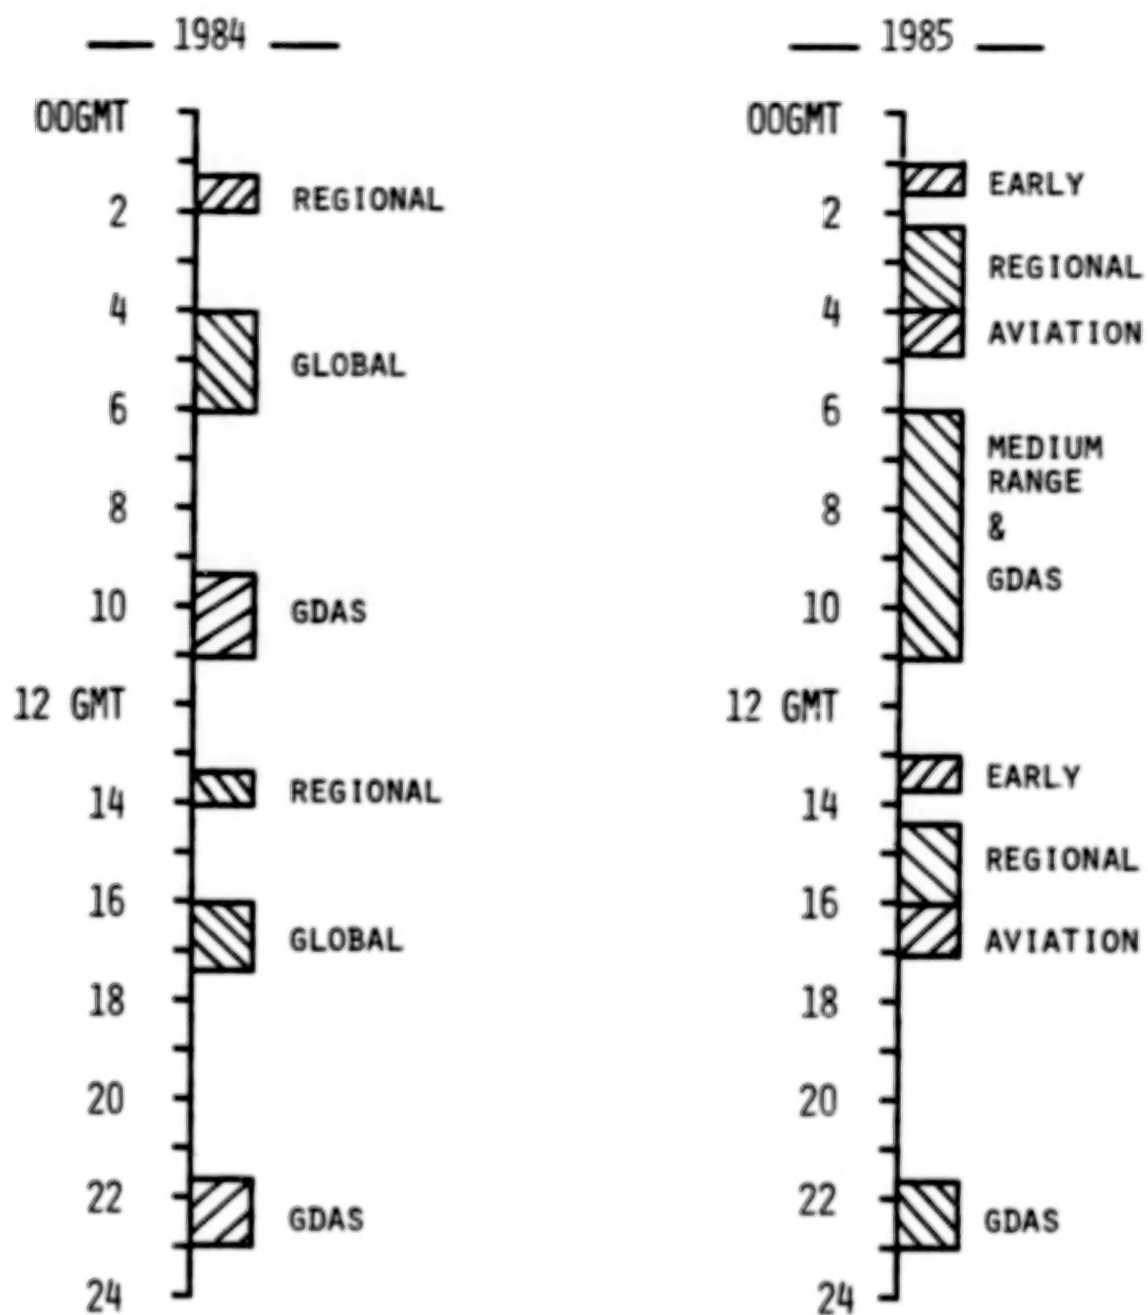 1984
00GMT
2
REGIONAL
4
GLOBAL
6
8
10
GDAS
12 GMT
14
REGIONAL
16
GLOBAL
18
20
22
GDAS
24
1985
00GMT
EARLY
2
REGIONAL
4
AVIATION
6
MEDIUM
RANGE
8
&
GDAS
10
12 GMT
EARLY
14
REGIONAL
16
AVIATION
18
20
22
GDAS
24